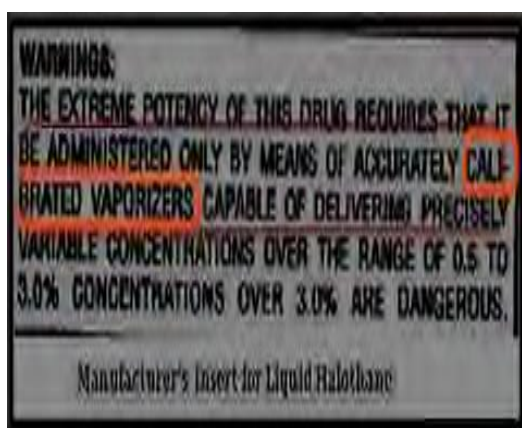 WARNINGS:
THE EXTREME POTENCY OF THIS DRUG REQUIRES THAT IT
BE ADMINISTERED ONLY BY MEANS OF ACCURATELY CALI-
BRATED VAPORIZERS CAPABLE OF DELIVERING PRECISELY
VARIABLE CONCENTRATIONS OVER THE RANGE OF 0.5 TO
3.0% CONCENTRATIONS OVER 3.0% ARE DANGEROUS.
Manufacturer's Insert for Liquid Halothane